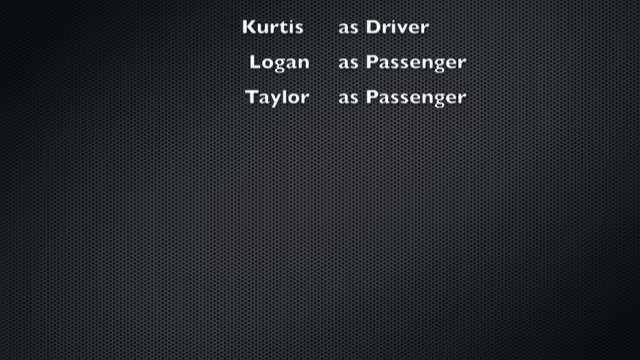 Kurtis as Driver
Logan as Passenger
Taylor as Passenger